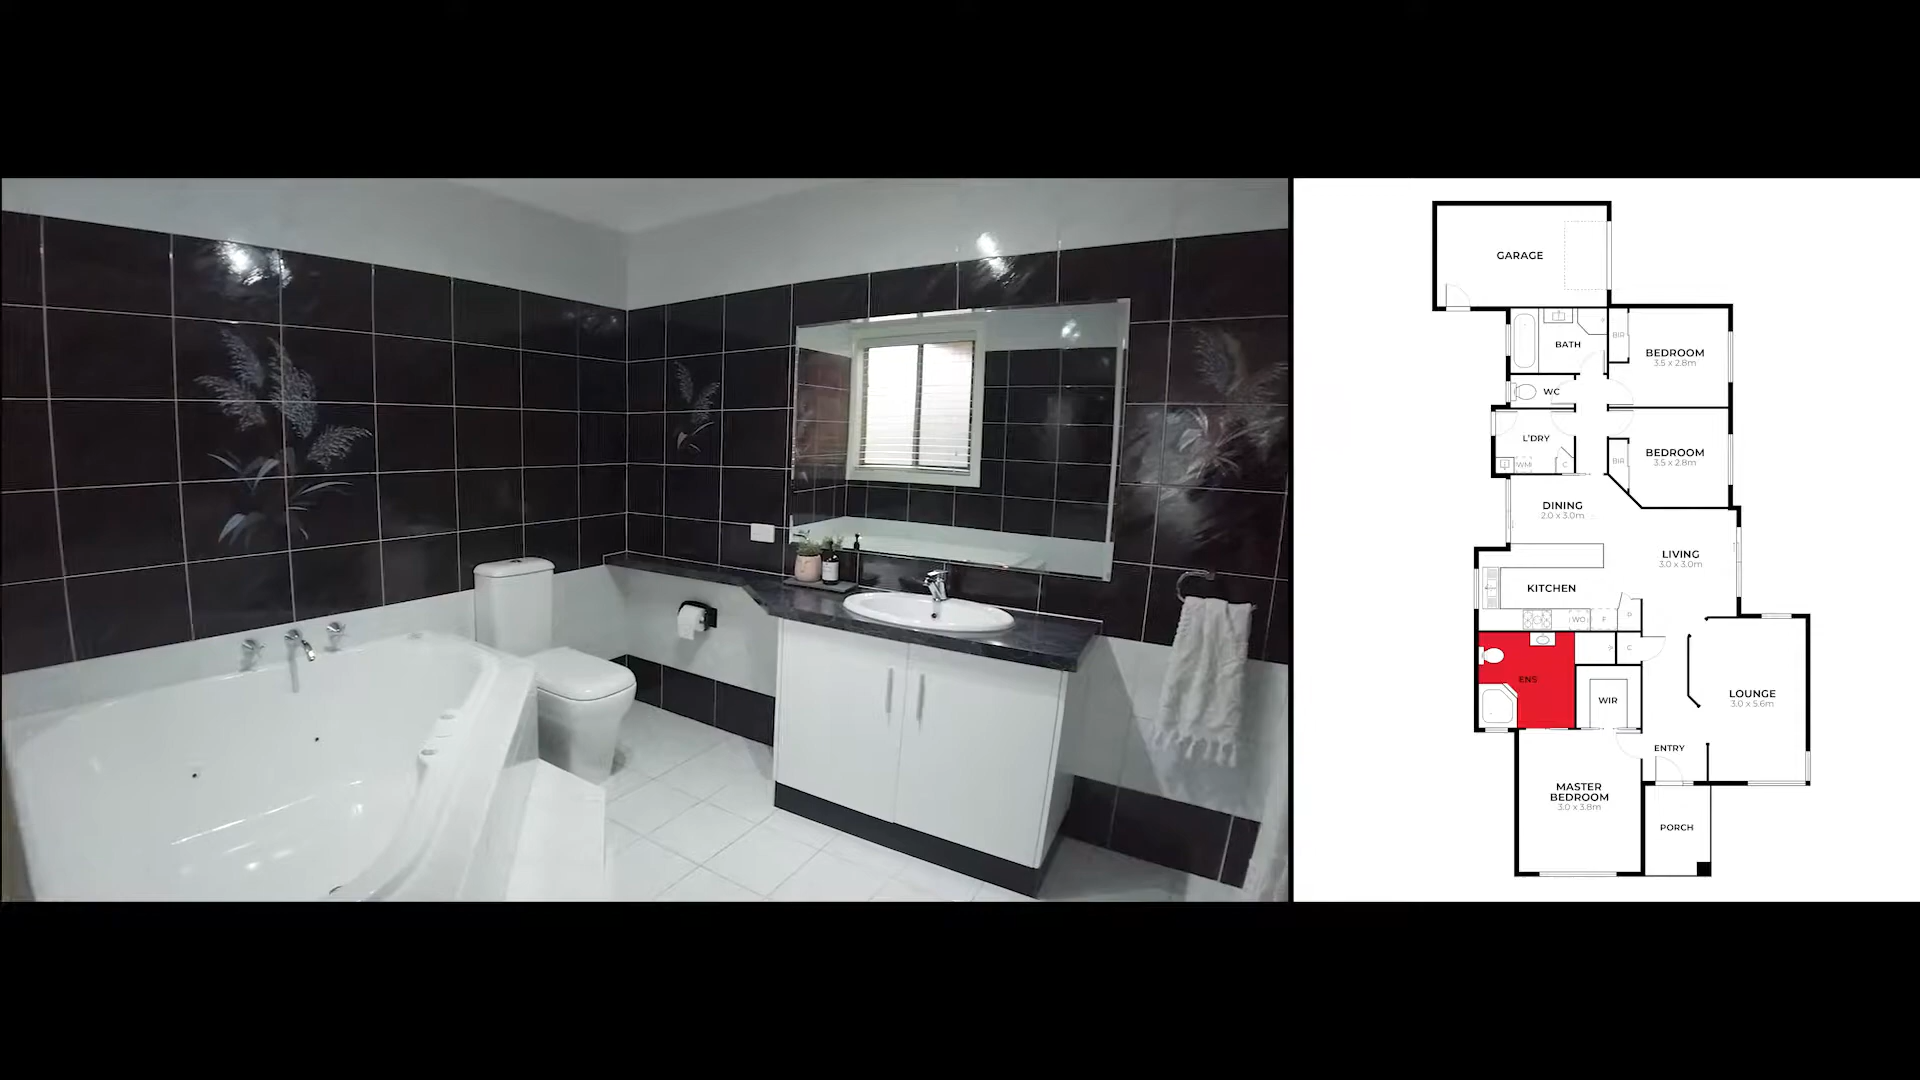 GARAGE
BATH
BIR
BEDROOM
3.5 x 2.8m
WC
L'DRY
WM
C
BIR
BEDROOM
3.5 x 2.8m
DINING
2.0 x 3.0m
LIVING
3.0 x 3.0m
KITCHEN
WO
F
P
C
ENS
WIR
LOUNGE
3.0 x 5.6m
ENTRY
MASTER
BEDROOM
3.0 x 3.8m
PORCH